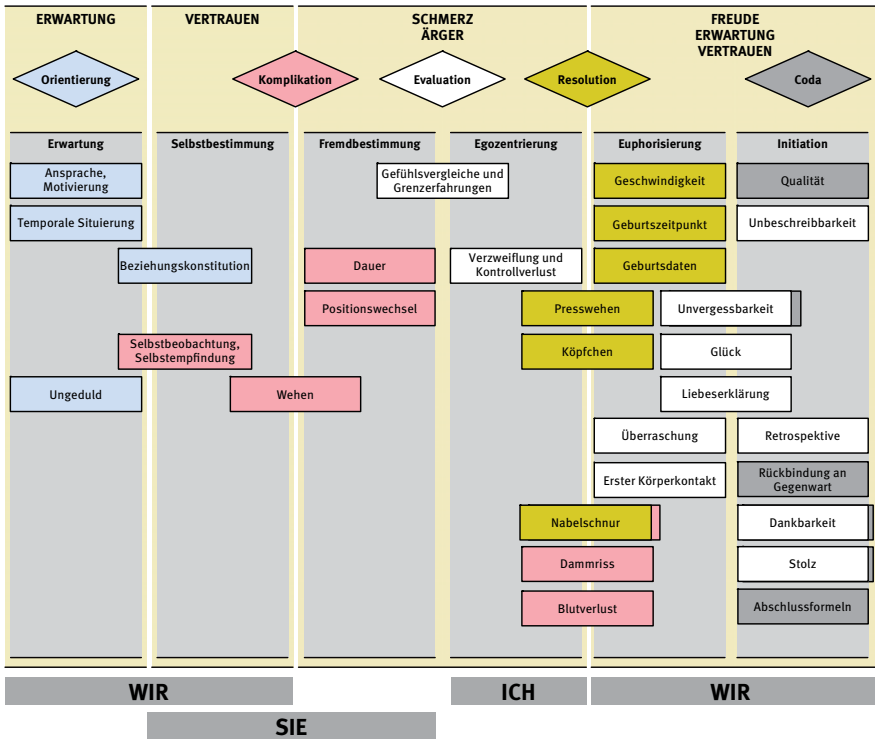 ERWARTUNG
VERTRAUEN
SCHMERZ
ÄRGER
FREUDE
ERWARTUNG
VERTRAUEN
Orientierung
Komplikation
Evaluation
Resolution
Coda
Erwartung
Selbstbestimmung
Fremdbestimmung
Egozentrierung
Euphorisierung
Initiation
Ansprache,
Motivierung
Gefühlsvergleiche und
Grenzerfahrungen
Geschwindigkeit
Qualität
Temporale Situierung
Geburtszeitpunkt
Unbeschreibbarkeit
Beziehungskonstitution
Dauer
Verzweiflung und
Kontrollverlust
Geburtsdaten
Positionswechsel
Presswehen
Unvergessbarkeit
Selbstbeobachtung,
Selbstempfindung
Köpfchen
Glück
Ungeduld
Wehen
Liebeserklärung
Überraschung
Retrospektive
Erster Körperkontakt
Rückbindung an
Gegenwart
Nabelschnur
Dankbarkeit
Dammriss
Stolz
Blutverlust
Abschlussformeln
WIR
ICH
WIR
SIE